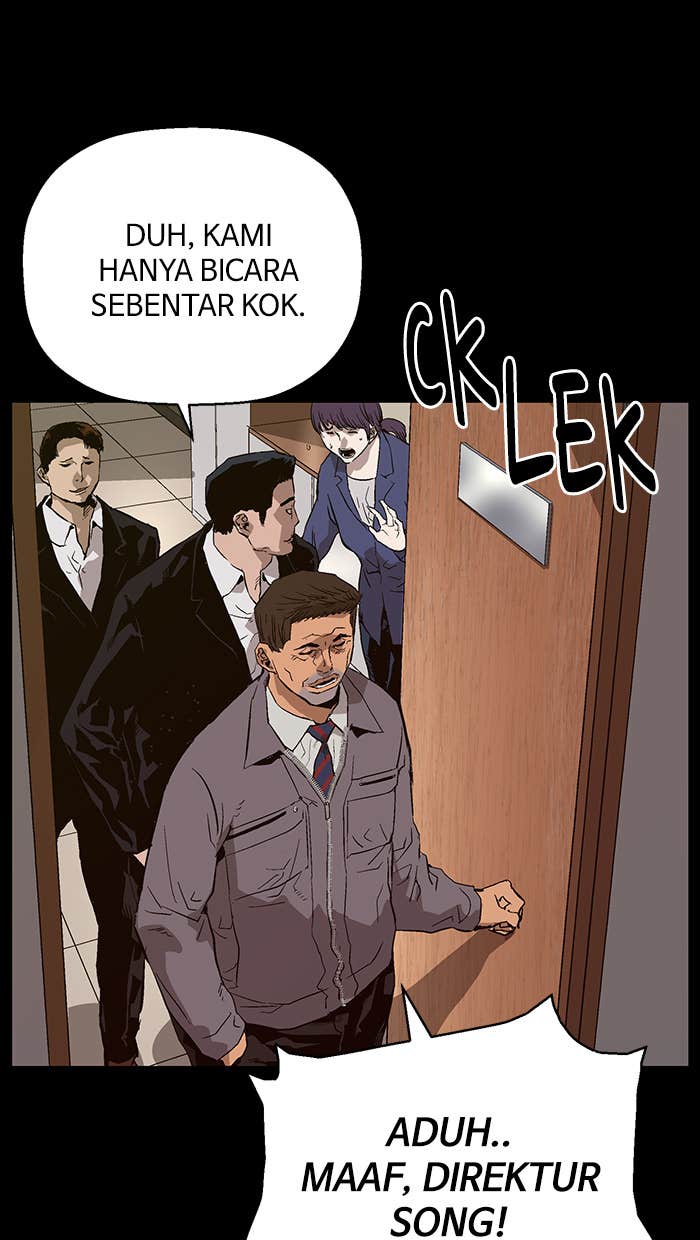 DUH, KAMI
HANYA BICARA
SEBENTAR KOK.
CKLEK
ADUH..
MAAF, DIREKTUR
SONG!